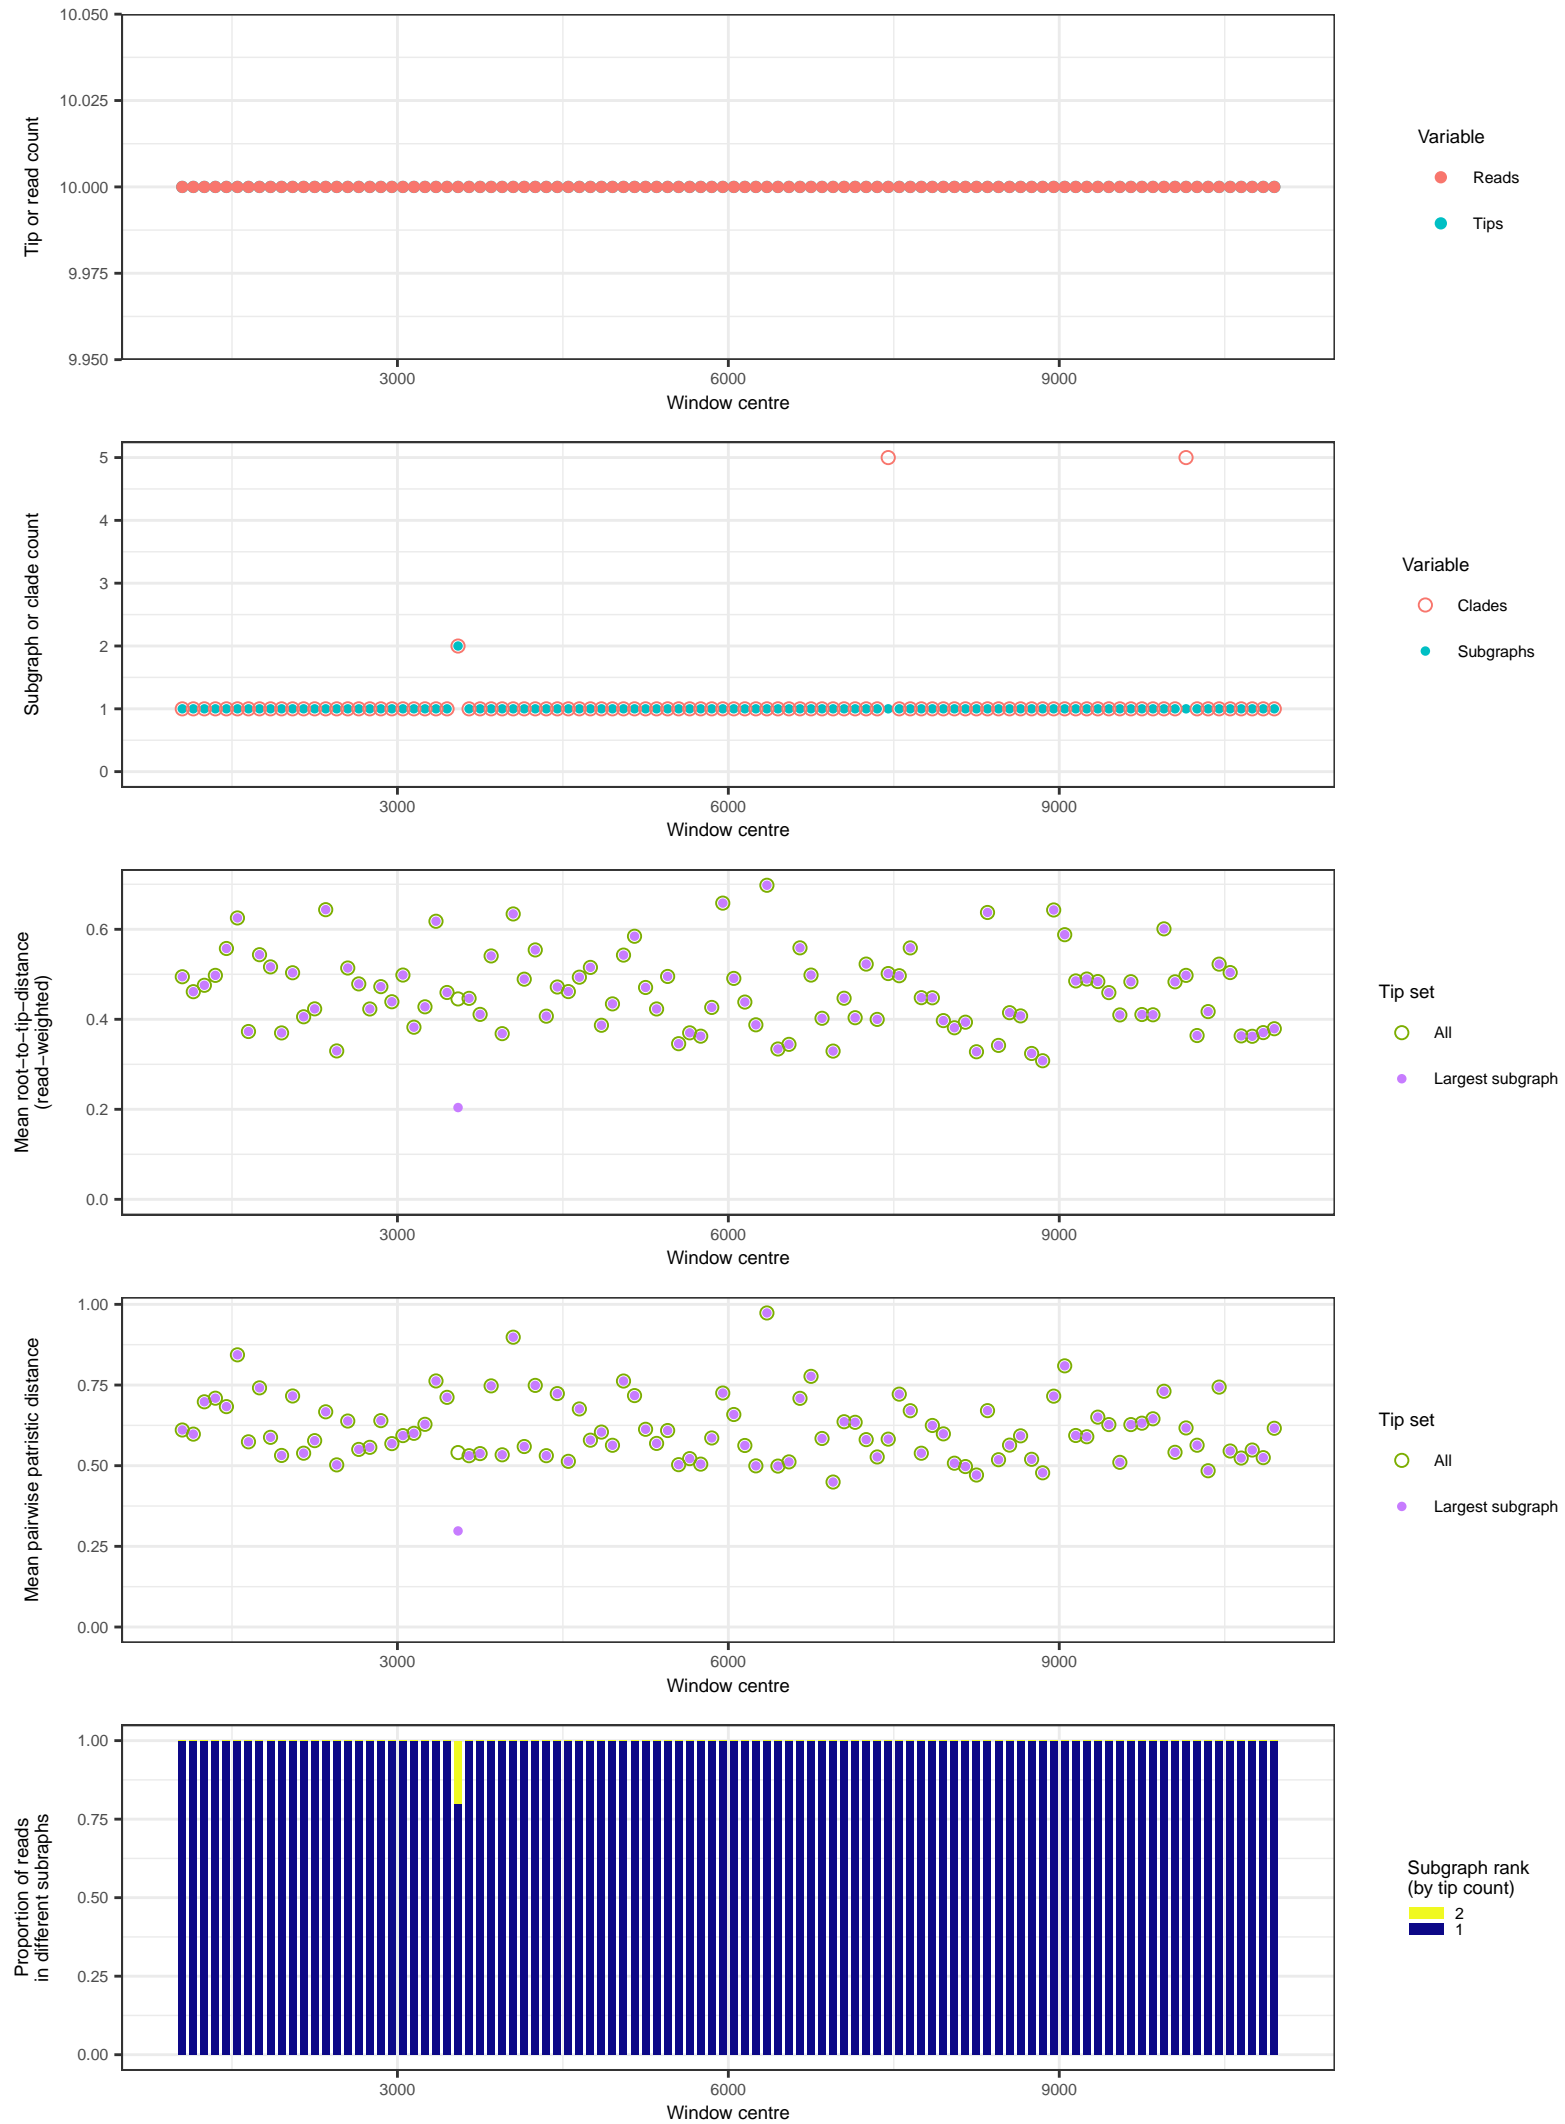 10.050
10.025
10.000
9.975
9.950
Tip or read count
3000
6000
9000
Window centre
Variable
Reads
Tips
5
4
3
2
1
0
Subgraph or clade count
3000
6000
9000
Window centre
Variable
Clades
Subgraphs
0.6
0.4
0.2
0.0
Mean root−to−tip−distance
(read−weighted)
3000
6000
9000
Window centre
Tip set
All
Largest subgraph
1.00
0.75
0.50
0.25
0.00
Mean pairwise patristic distance
3000
6000
9000
Window centre
Tip set
All
Largest subgraph
1.00
0.75
0.50
0.25
0.00
Proportion of reads
in different subraphs
3000
6000
9000
Window centre
Subgraph rank
(by tip count)
2
1